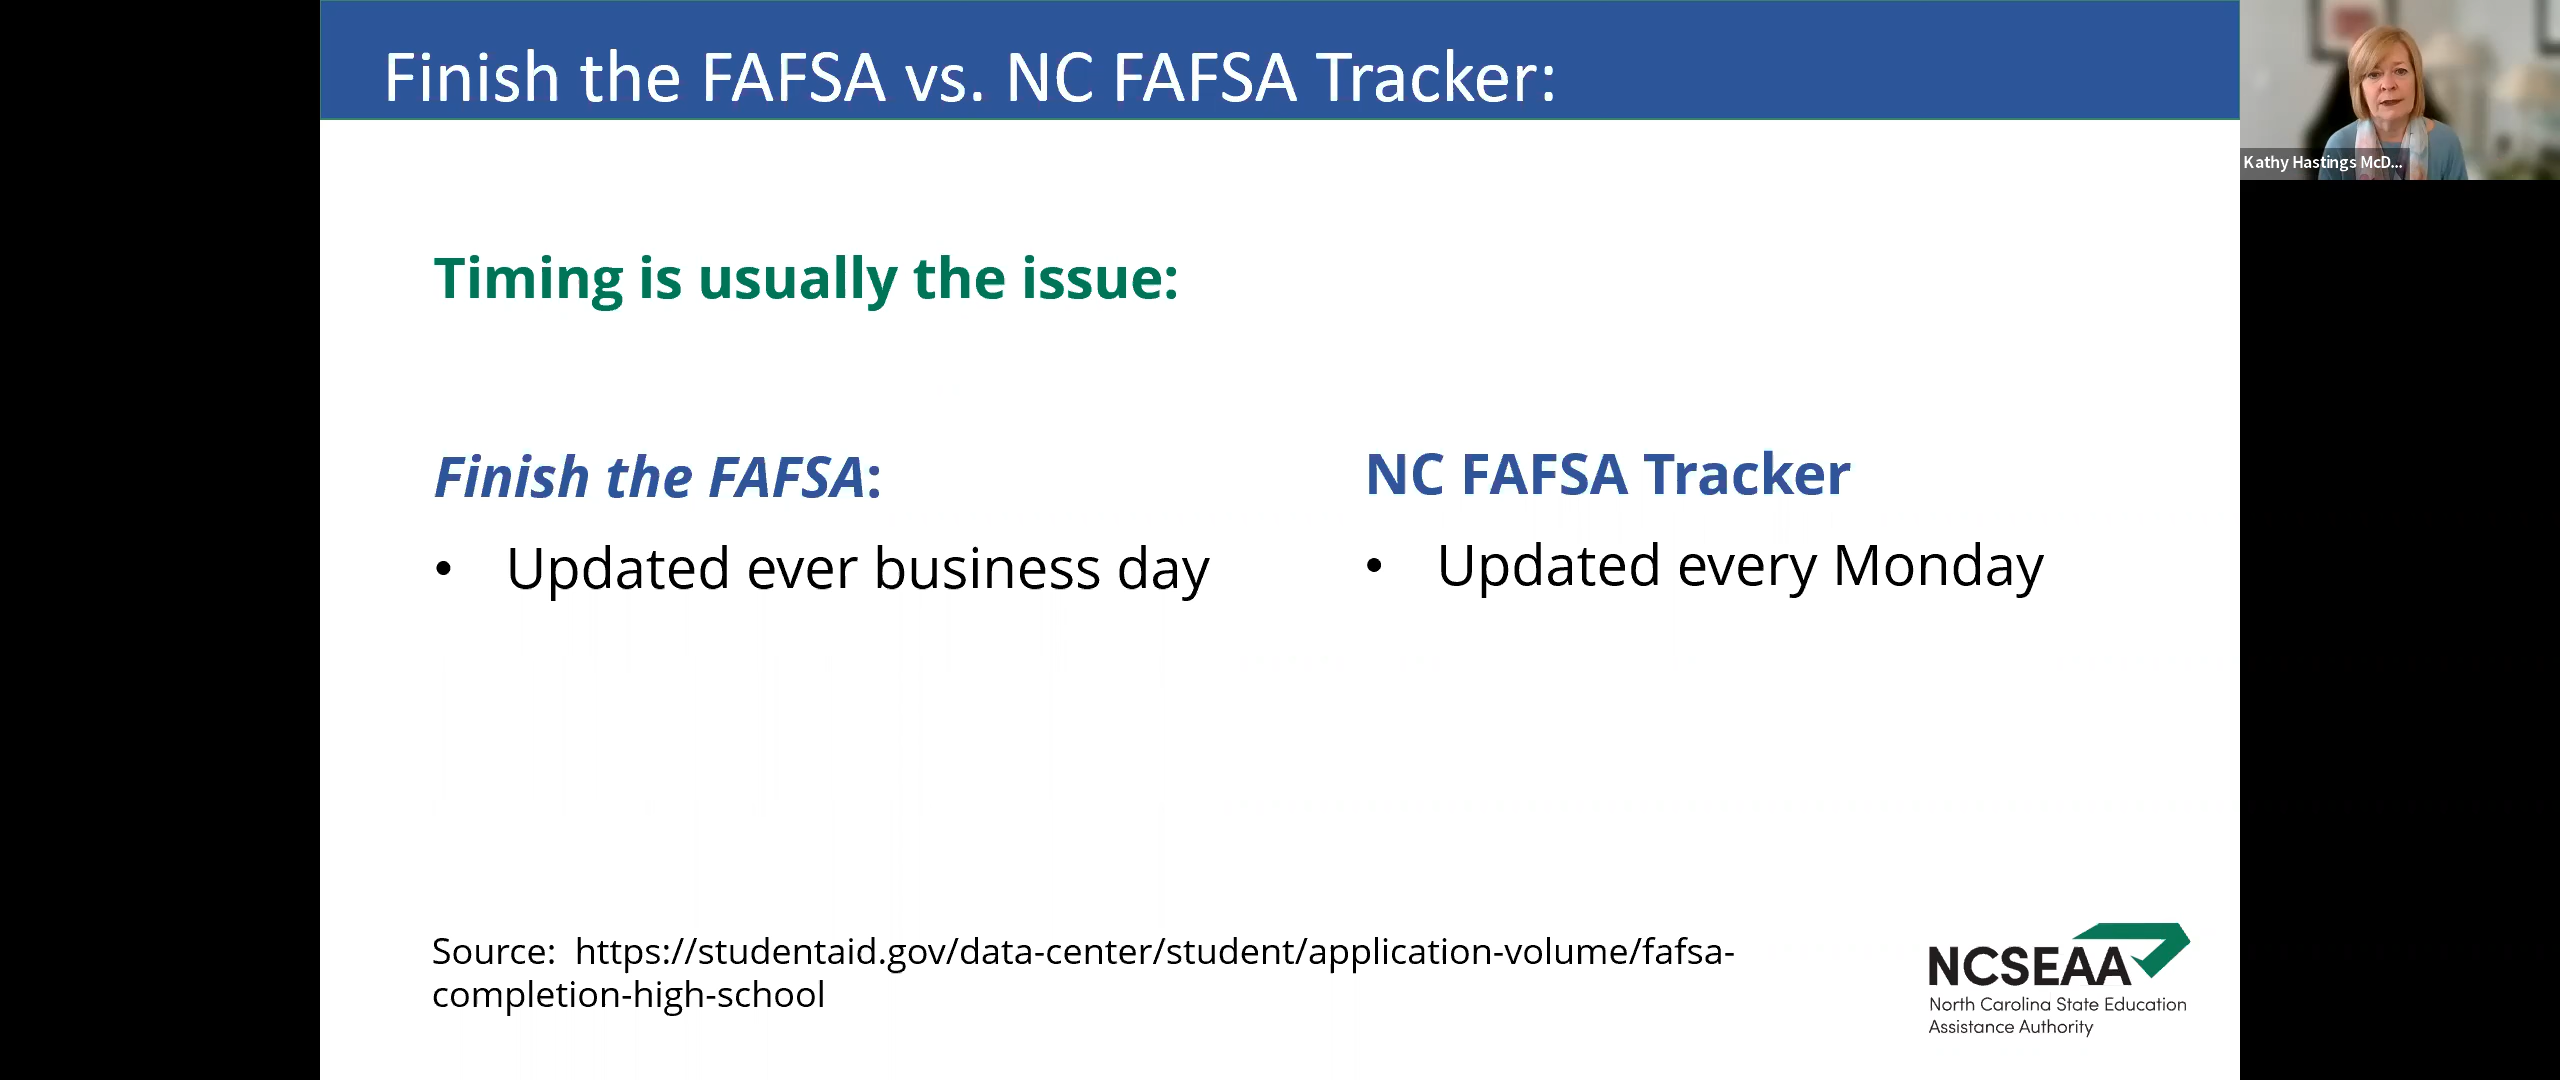 Finish the FAFSA vs. NC FAFSA Tracker:
Kathy Hastings McD...
Timing is usually the issue:
Finish the FAFSA:
• Updated ever business day
NC FAFSA Tracker
• Updated every Monday
Source: https://studentaid.gov/data-center/student/application-volume/fafsa-
completion-high-school
NCSEAA
North Carolina State Education
Assistance Authority